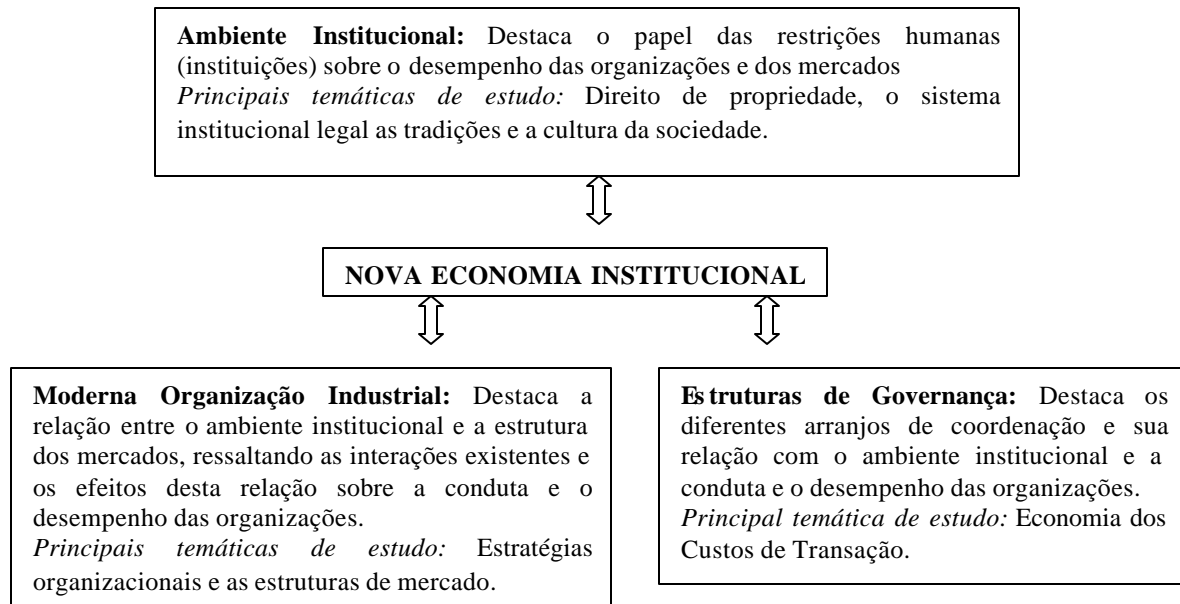 Ambiente Institucional: Destaca o papel das restrições humanas
(instituições) sobre o desempenho das organizações e dos mercados
Principais temáticas de estudo: Direito de propriedade, o sistema
institucional legal as tradições e a cultura da sociedade.
NOVA ECONOMIA INSTITUCIONAL
Moderna Organização Industrial: Destaca a
relação entre o ambiente institucional e a estrutura
dos mercados, ressaltando as interações existentes e
os efeitos desta relação sobre a conduta e o
desempenho das organizações.
Principais temáticas de estudo: Estratégias
organizacionais e as estruturas de mercado.
Estruturas de Governança: Destaca os
diferentes arranjos de coordenação e sua
relação com o ambiente institucional e a
conduta e o desempenho das organizações.
Principal temática de estudo: Economia dos
Custos de Transação.